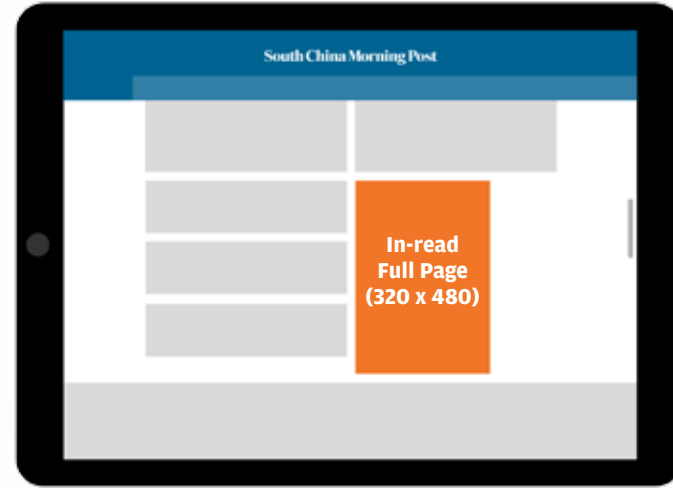 South China Morning Post
In-read
Full Page
(320 x 480)